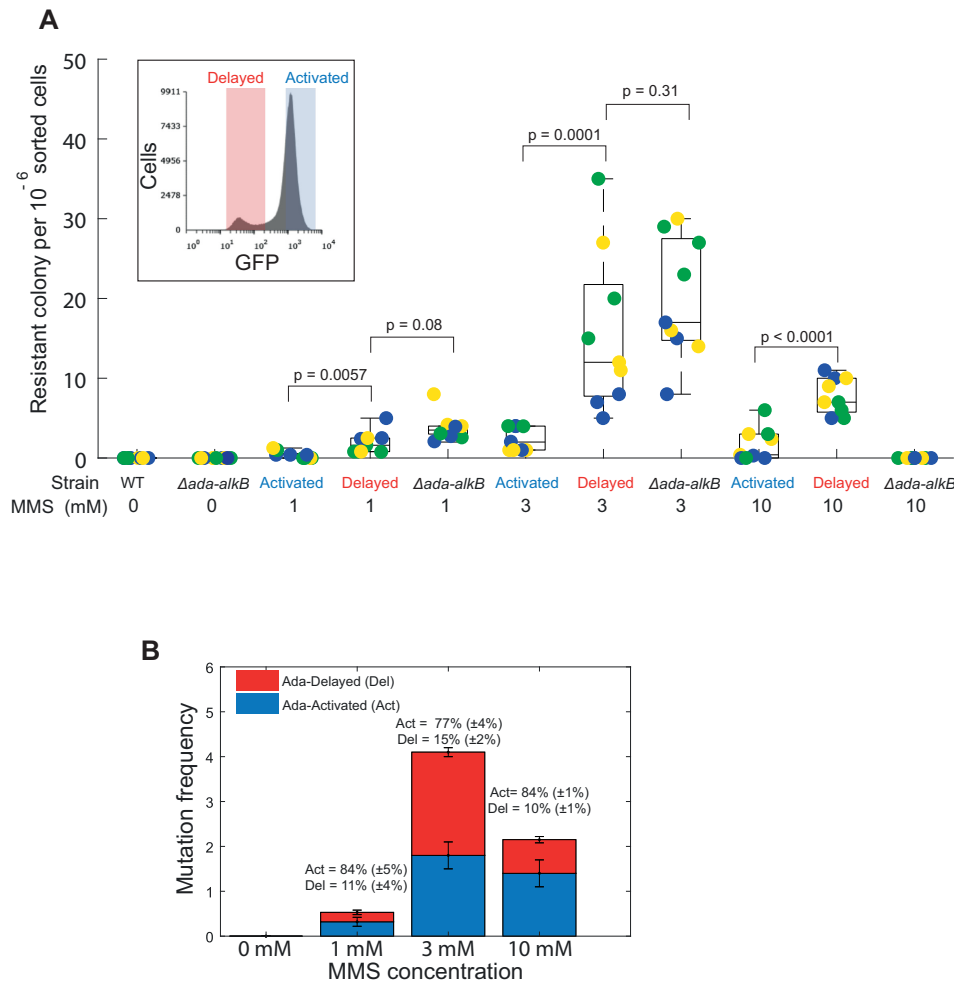 A
Resistant colony per 10⁻⁶ sorted cells
50
40
30
20
10
0
Delayed Activated
Cells
9911
7433
4956
2478
0
10⁰ 10¹ 10² 10³ 10⁴
GFP
p = 0.0057
p = 0.08
p = 0.0001
p = 0.31
p < 0.0001
Strain WT Δada-alkB Activated Delayed Δada-alkB Activated Delayed Δada-alkB Activated Delayed Δada-alkB
MMS (mM) 0 0 1 1 1 3 3 3 10 10 10
B
Mutation frequency
6
5
4
3
2
1
0
Ada-Delayed (Del)
Ada-Activated (Act)
Act = 84% (±5%)
Del = 11% (±4%)
Act = 77% (±4%)
Del = 15% (±2%)
Act= 84% (±1%)
Del = 10% (±1%)
0 mM 1 mM 3 mM 10 mM
MMS concentration